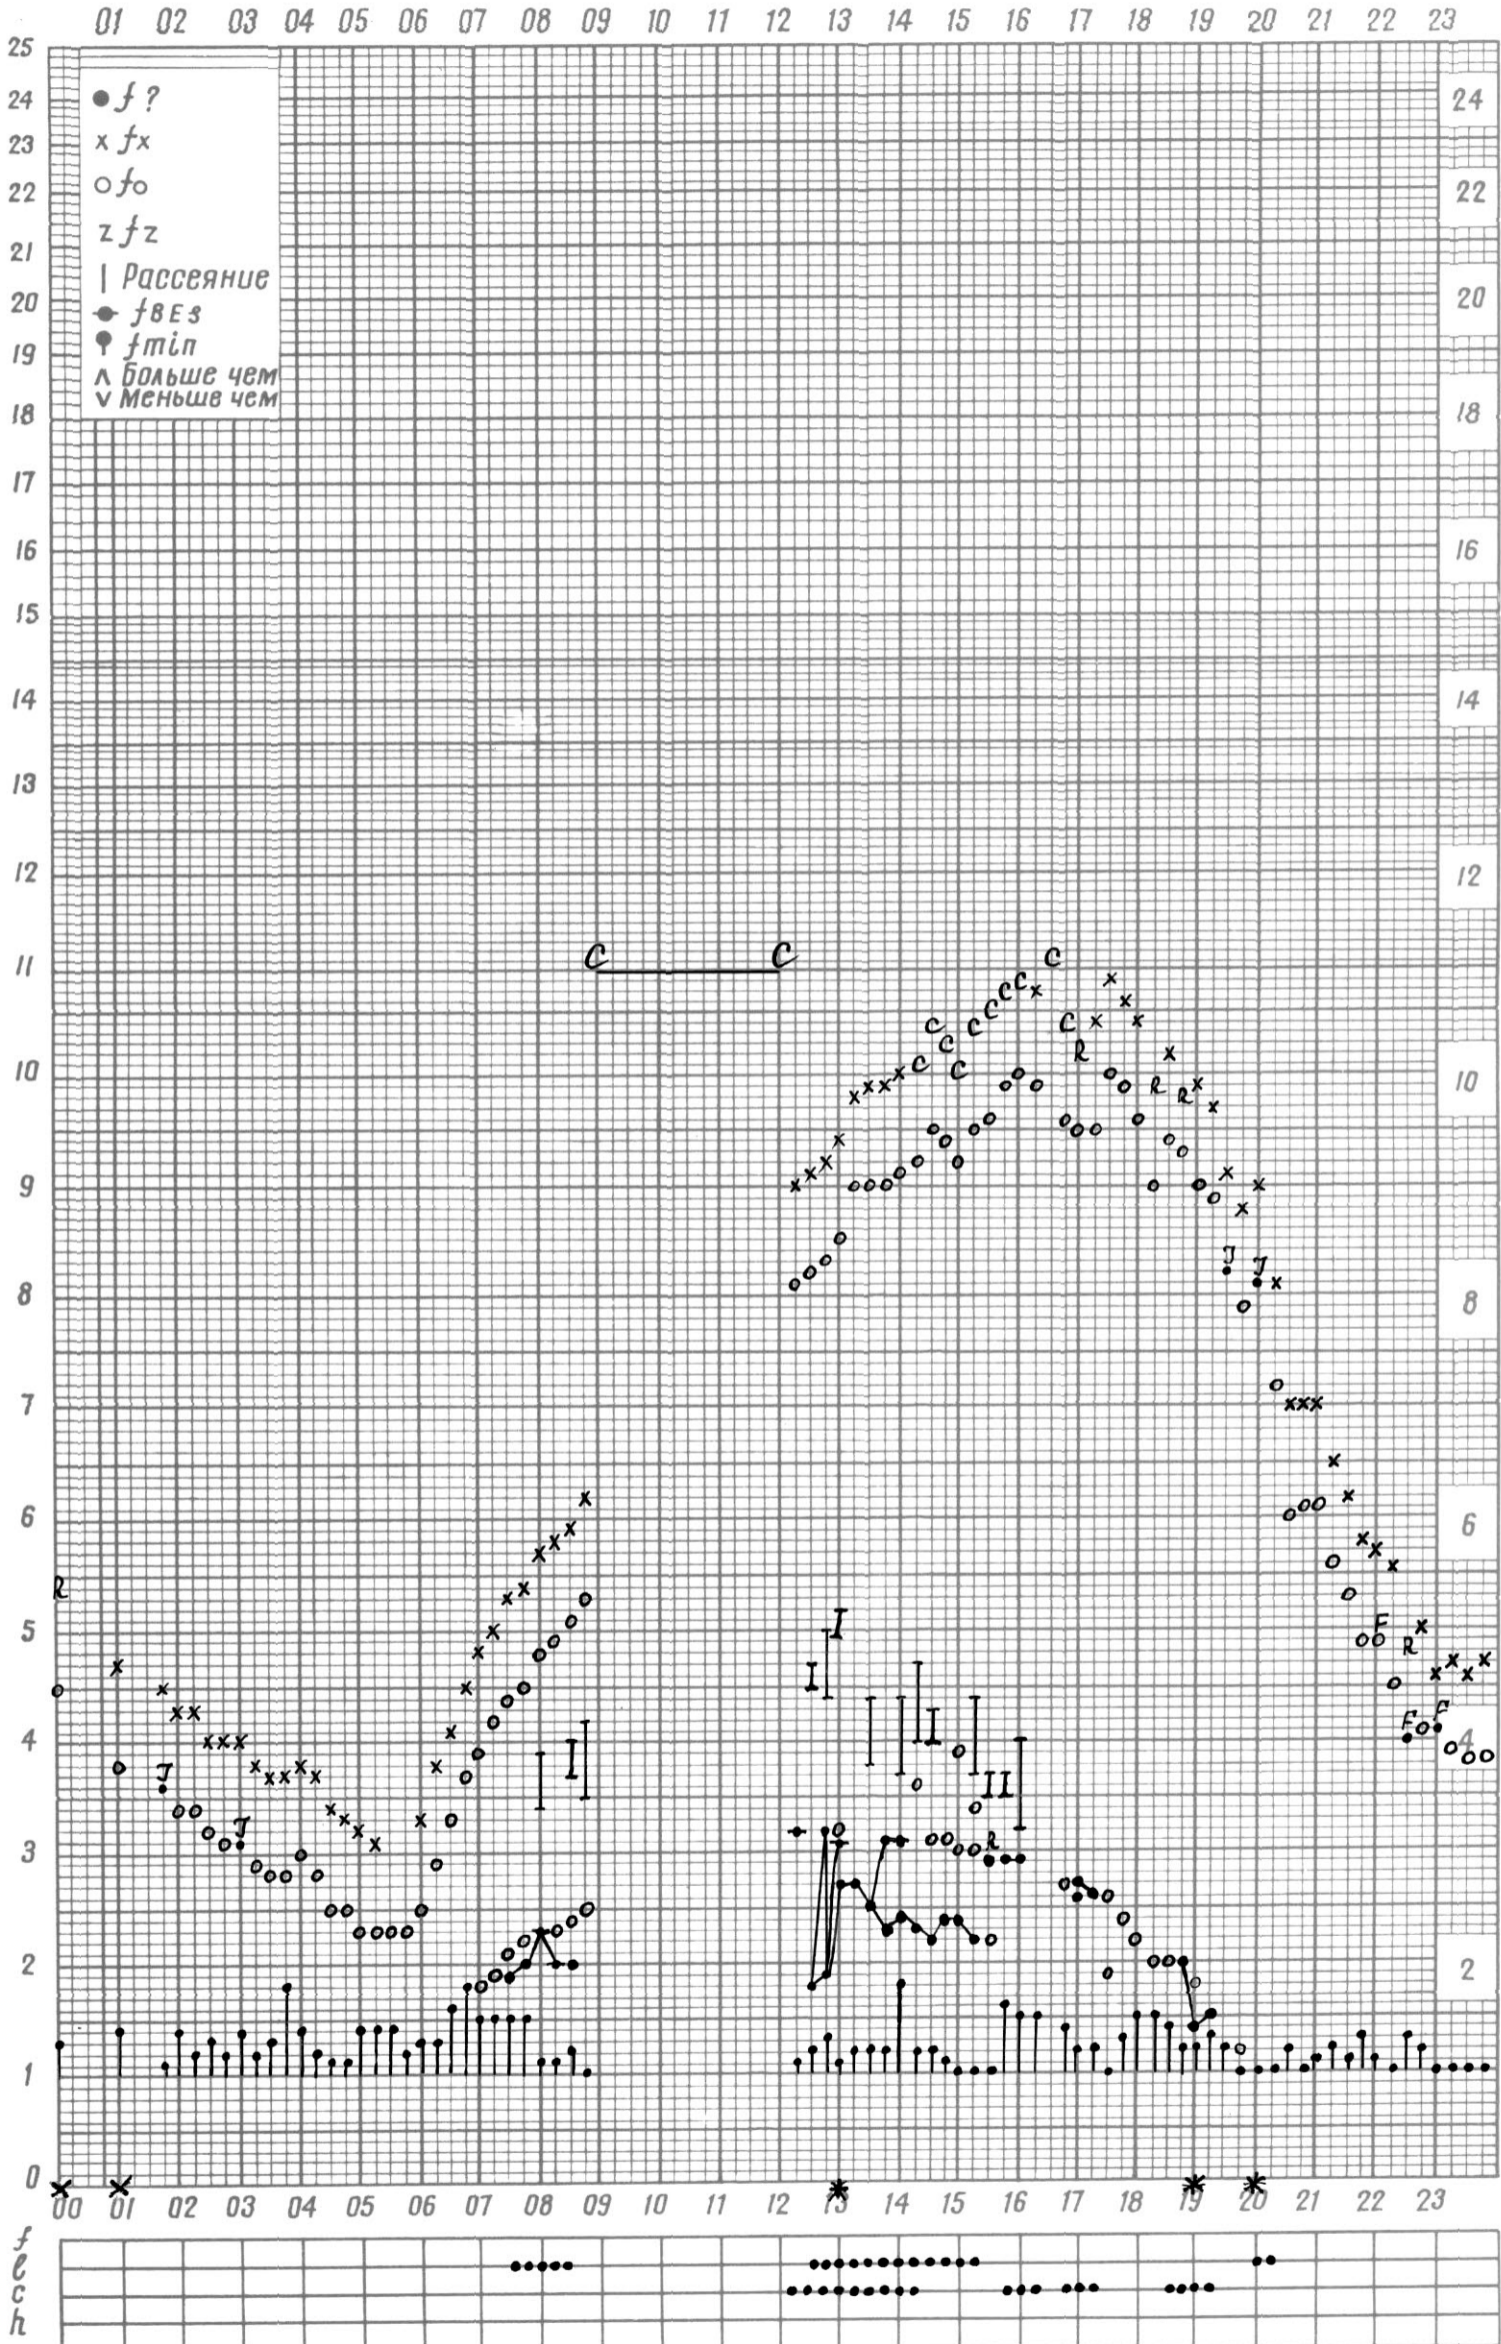 01 02 03 04 05 06 07 08 09 10 11 12 13 14 15 16 17 18 19 20 21 22 23
25
24 24
23
22 22
21
20 20
19
18 18
17
16 16
15
14 14
13
12 12
11
10 10
9
8 8
7
6 6
5
4 4
3
2 2
1
0
● f ?
x fx
o fo
z fz
| Рассеяние
fbEs
fmin
∧ Больше чем
∨ Меньше чем
C C
C
C C C C C C C C C C
R R R
J J
R
F
R
J F F
J
R
00 01 02 03 04 05 06 07 08 09 10 11 12 13 14 15 16 17 18 19 20 21 22 23
f
l
c
h